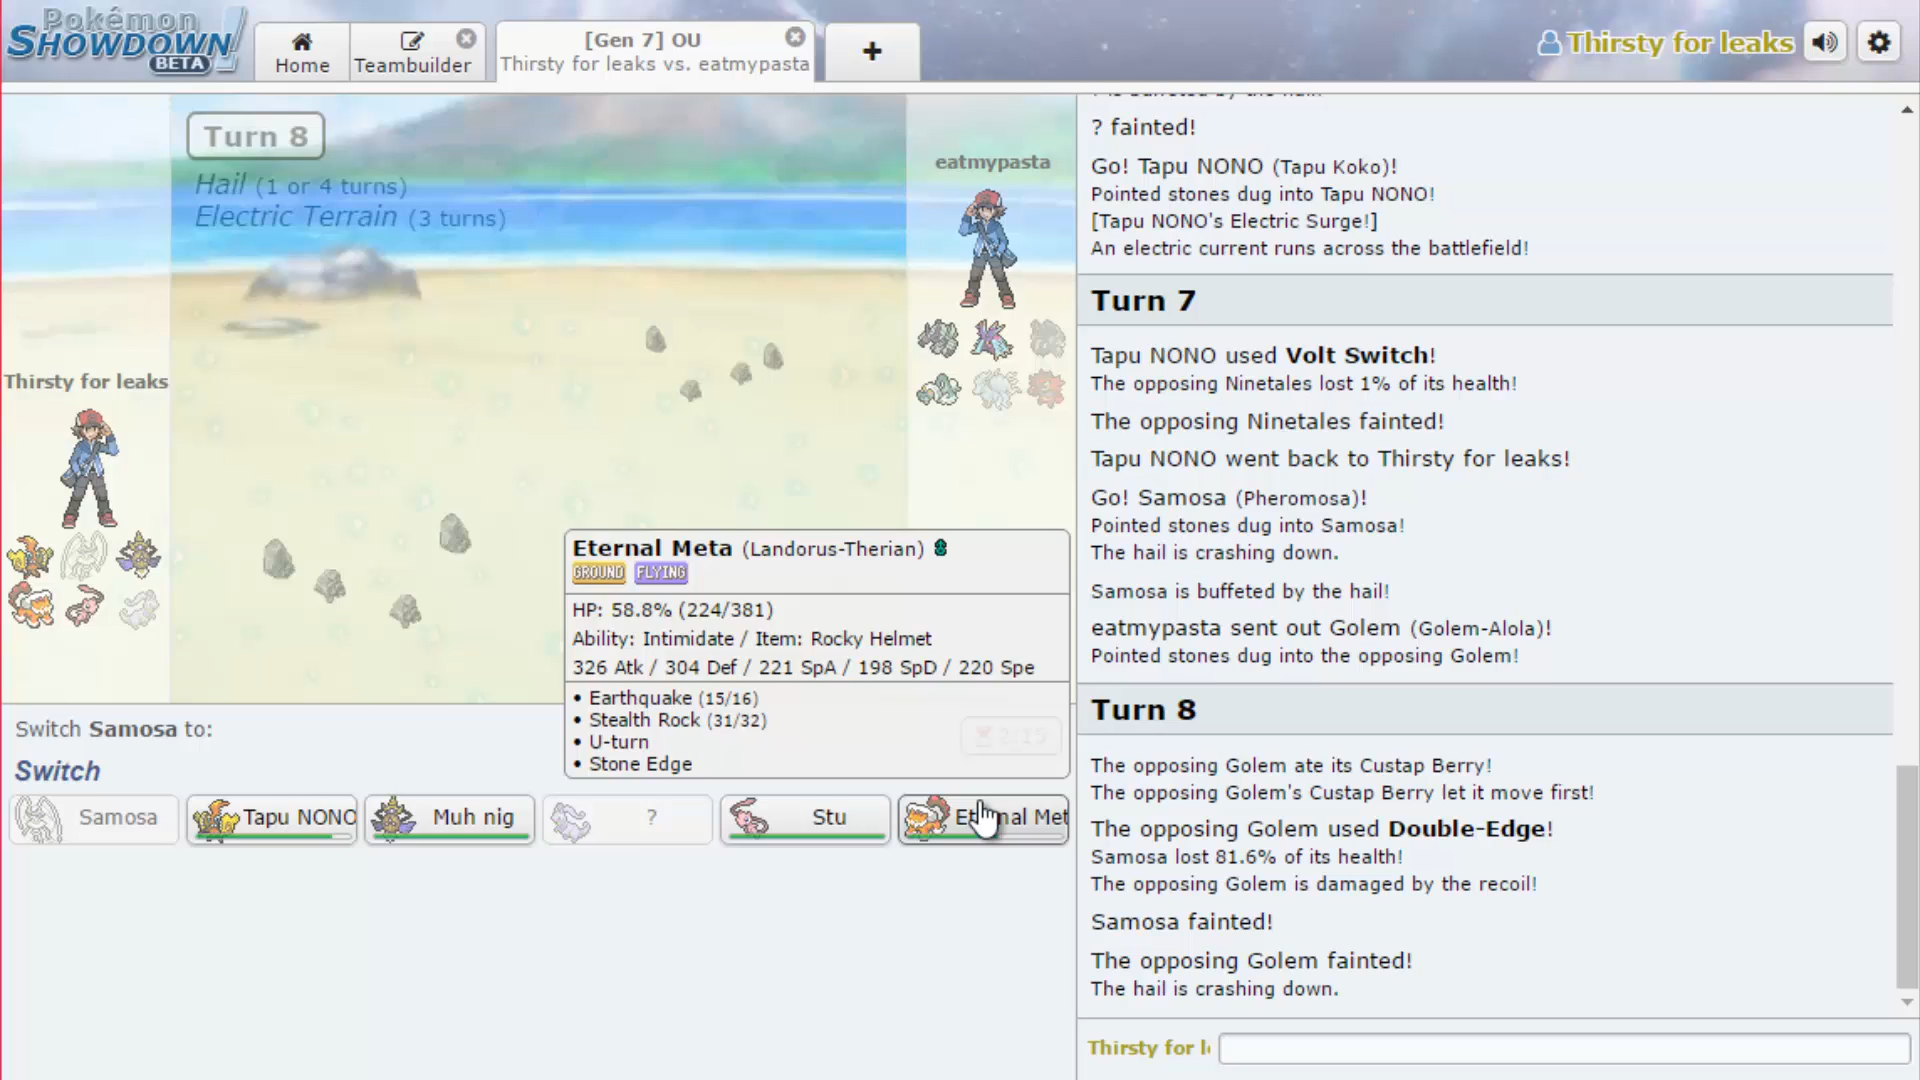 Pokémon
SHOWDOWN!
BETA
Home
Teambuilder
[Gen 7] OU
Thirsty for leaks vs. eatmypasta
+
Thirsty for leaks
Turn 8
Hail (1 or 4 turns)
Electric Terrain (3 turns)
eatmypasta
Thirsty for leaks
Eternal Meta (Landorus-Therian)
GROUND FLYING
HP: 58.8% (224/381)
Ability: Intimidate / Item: Rocky Helmet
326 Atk / 304 Def / 221 SpA / 198 SpD / 220 Spe
• Earthquake (15/16)
• Stealth Rock (31/32)
• U-turn
• Stone Edge
2:15
Switch Samosa to:
Switch
Samosa
Tapu NONO
Muh nig
?
Stu
? fainted!
Go! Tapu NONO (Tapu Koko)!
Pointed stones dug into Tapu NONO!
[Tapu NONO's Electric Surge!]
An electric current runs across the battlefield!
Turn 7
Tapu NONO used Volt Switch!
The opposing Ninetales lost 1% of its health!
The opposing Ninetales fainted!
Tapu NONO went back to Thirsty for leaks!
Go! Samosa (Pheromosa)!
Pointed stones dug into Samosa!
The hail is crashing down.
Samosa is buffeted by the hail!
eatmypasta sent out Golem (Golem-Alola)!
Pointed stones dug into the opposing Golem!
Turn 8
The opposing Golem ate its Custap Berry!
The opposing Golem's Custap Berry let it move first!
The opposing Golem used Double-Edge!
Samosa lost 81.6% of its health!
The opposing Golem is damaged by the recoil!
Samosa fainted!
The opposing Golem fainted!
The hail is crashing down.
Thirsty for l